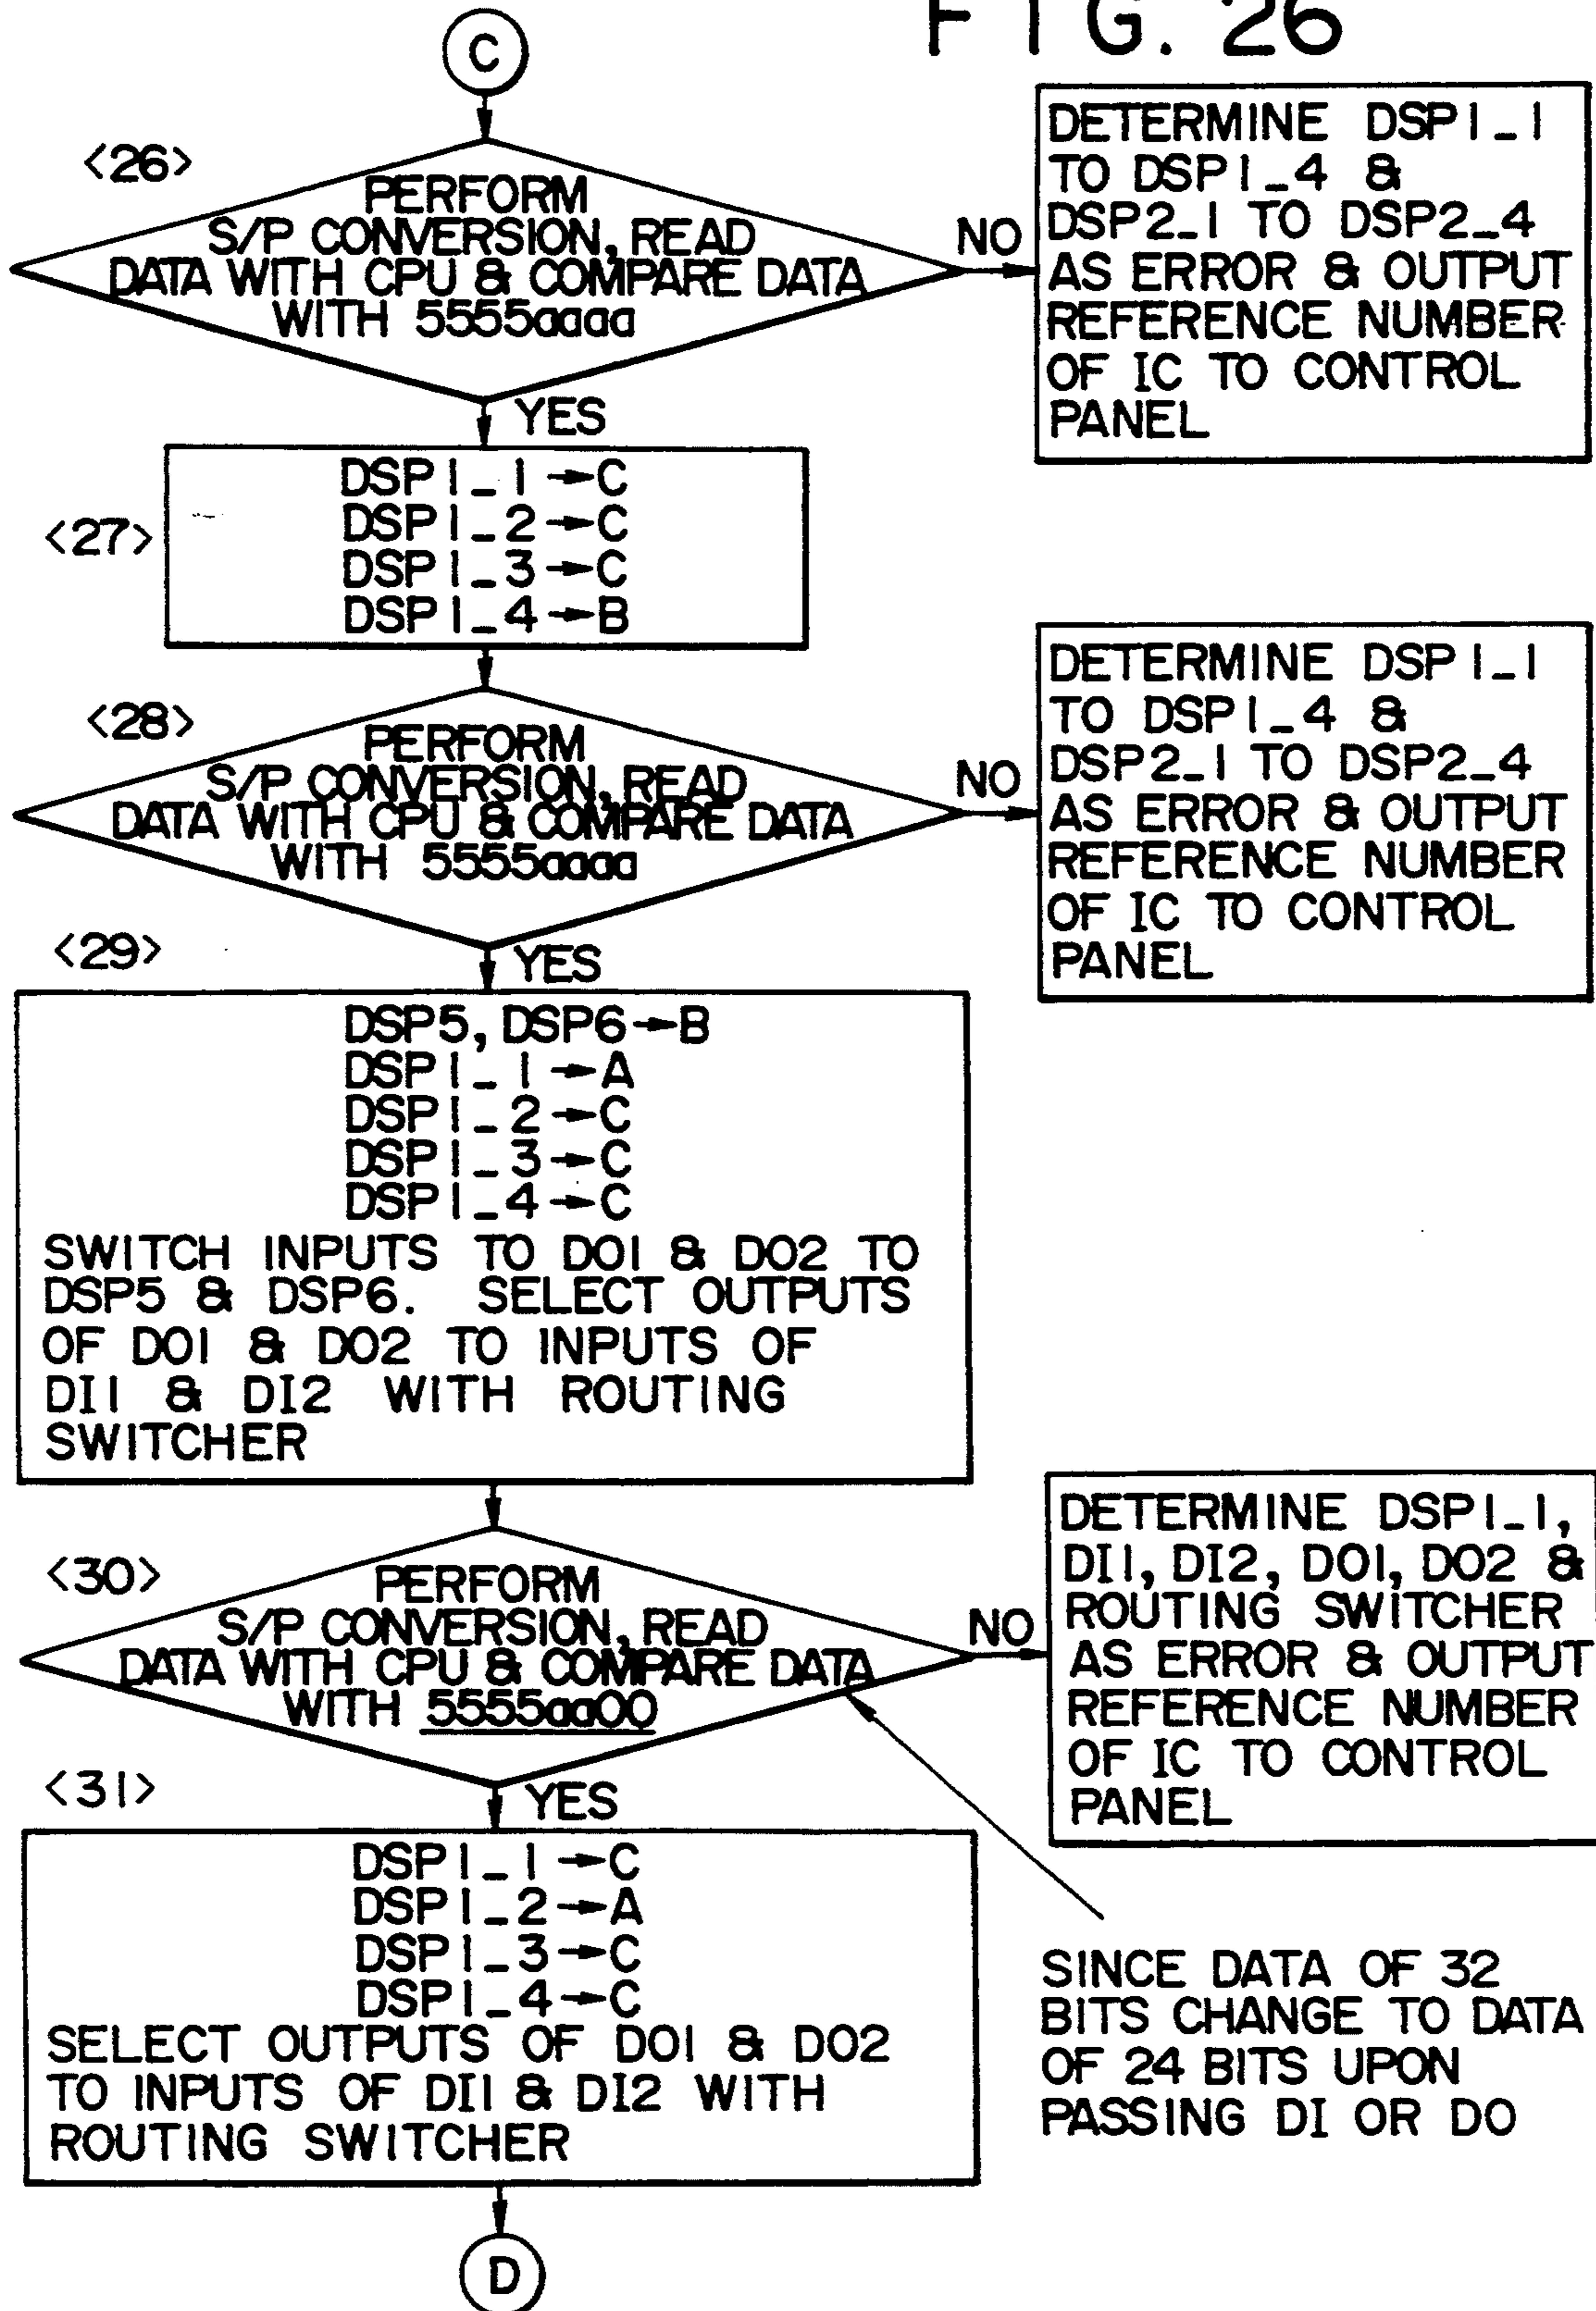 FIG. 26
C
<26>
PERFORM
S/P CONVERSION, READ
DATA WITH CPU & COMPARE DATA
WITH 5555aaaa
NO
DETERMINE DSP1_1
TO DSP1_4 &
DSP2_1 TO DSP2_4
AS ERROR & OUTPUT
REFERENCE NUMBER
OF IC TO CONTROL
PANEL
YES
<27>
DSP1_1→C
DSP1_2→C
DSP1_3→C
DSP1_4→B
<28>
PERFORM
S/P CONVERSION, READ
DATA WITH CPU & COMPARE DATA
WITH 5555aaaa
NO
DETERMINE DSP1_1
TO DSP1_4 &
DSP2_1 TO DSP2_4
AS ERROR & OUTPUT
REFERENCE NUMBER
OF IC TO CONTROL
PANEL
YES
<29>
DSP5, DSP6→B
DSP1_1→A
DSP1_2→C
DSP1_3→C
DSP1_4→C
SWITCH INPUTS TO DO1 & DO2 TO
DSP5 & DSP6. SELECT OUTPUTS
OF DO1 & DO2 TO INPUTS OF
DI1 & DI2 WITH ROUTING
SWITCHER
<30>
PERFORM
S/P CONVERSION, READ
DATA WITH CPU & COMPARE DATA
WITH 5555aa00
NO
DETERMINE DSP1_1,
DI1, DI2, DO1, DO2 &
ROUTING SWITCHER
AS ERROR & OUTPUT
REFERENCE NUMBER
OF IC TO CONTROL
PANEL
YES
<31>
DSP1_1→C
DSP1_2→A
DSP1_3→C
DSP1_4→C
SELECT OUTPUTS OF DO1 & DO2
TO INPUTS OF DI1 & DI2 WITH
ROUTING SWITCHER
SINCE DATA OF 32
BITS CHANGE TO DATA
OF 24 BITS UPON
PASSING DI OR DO
D